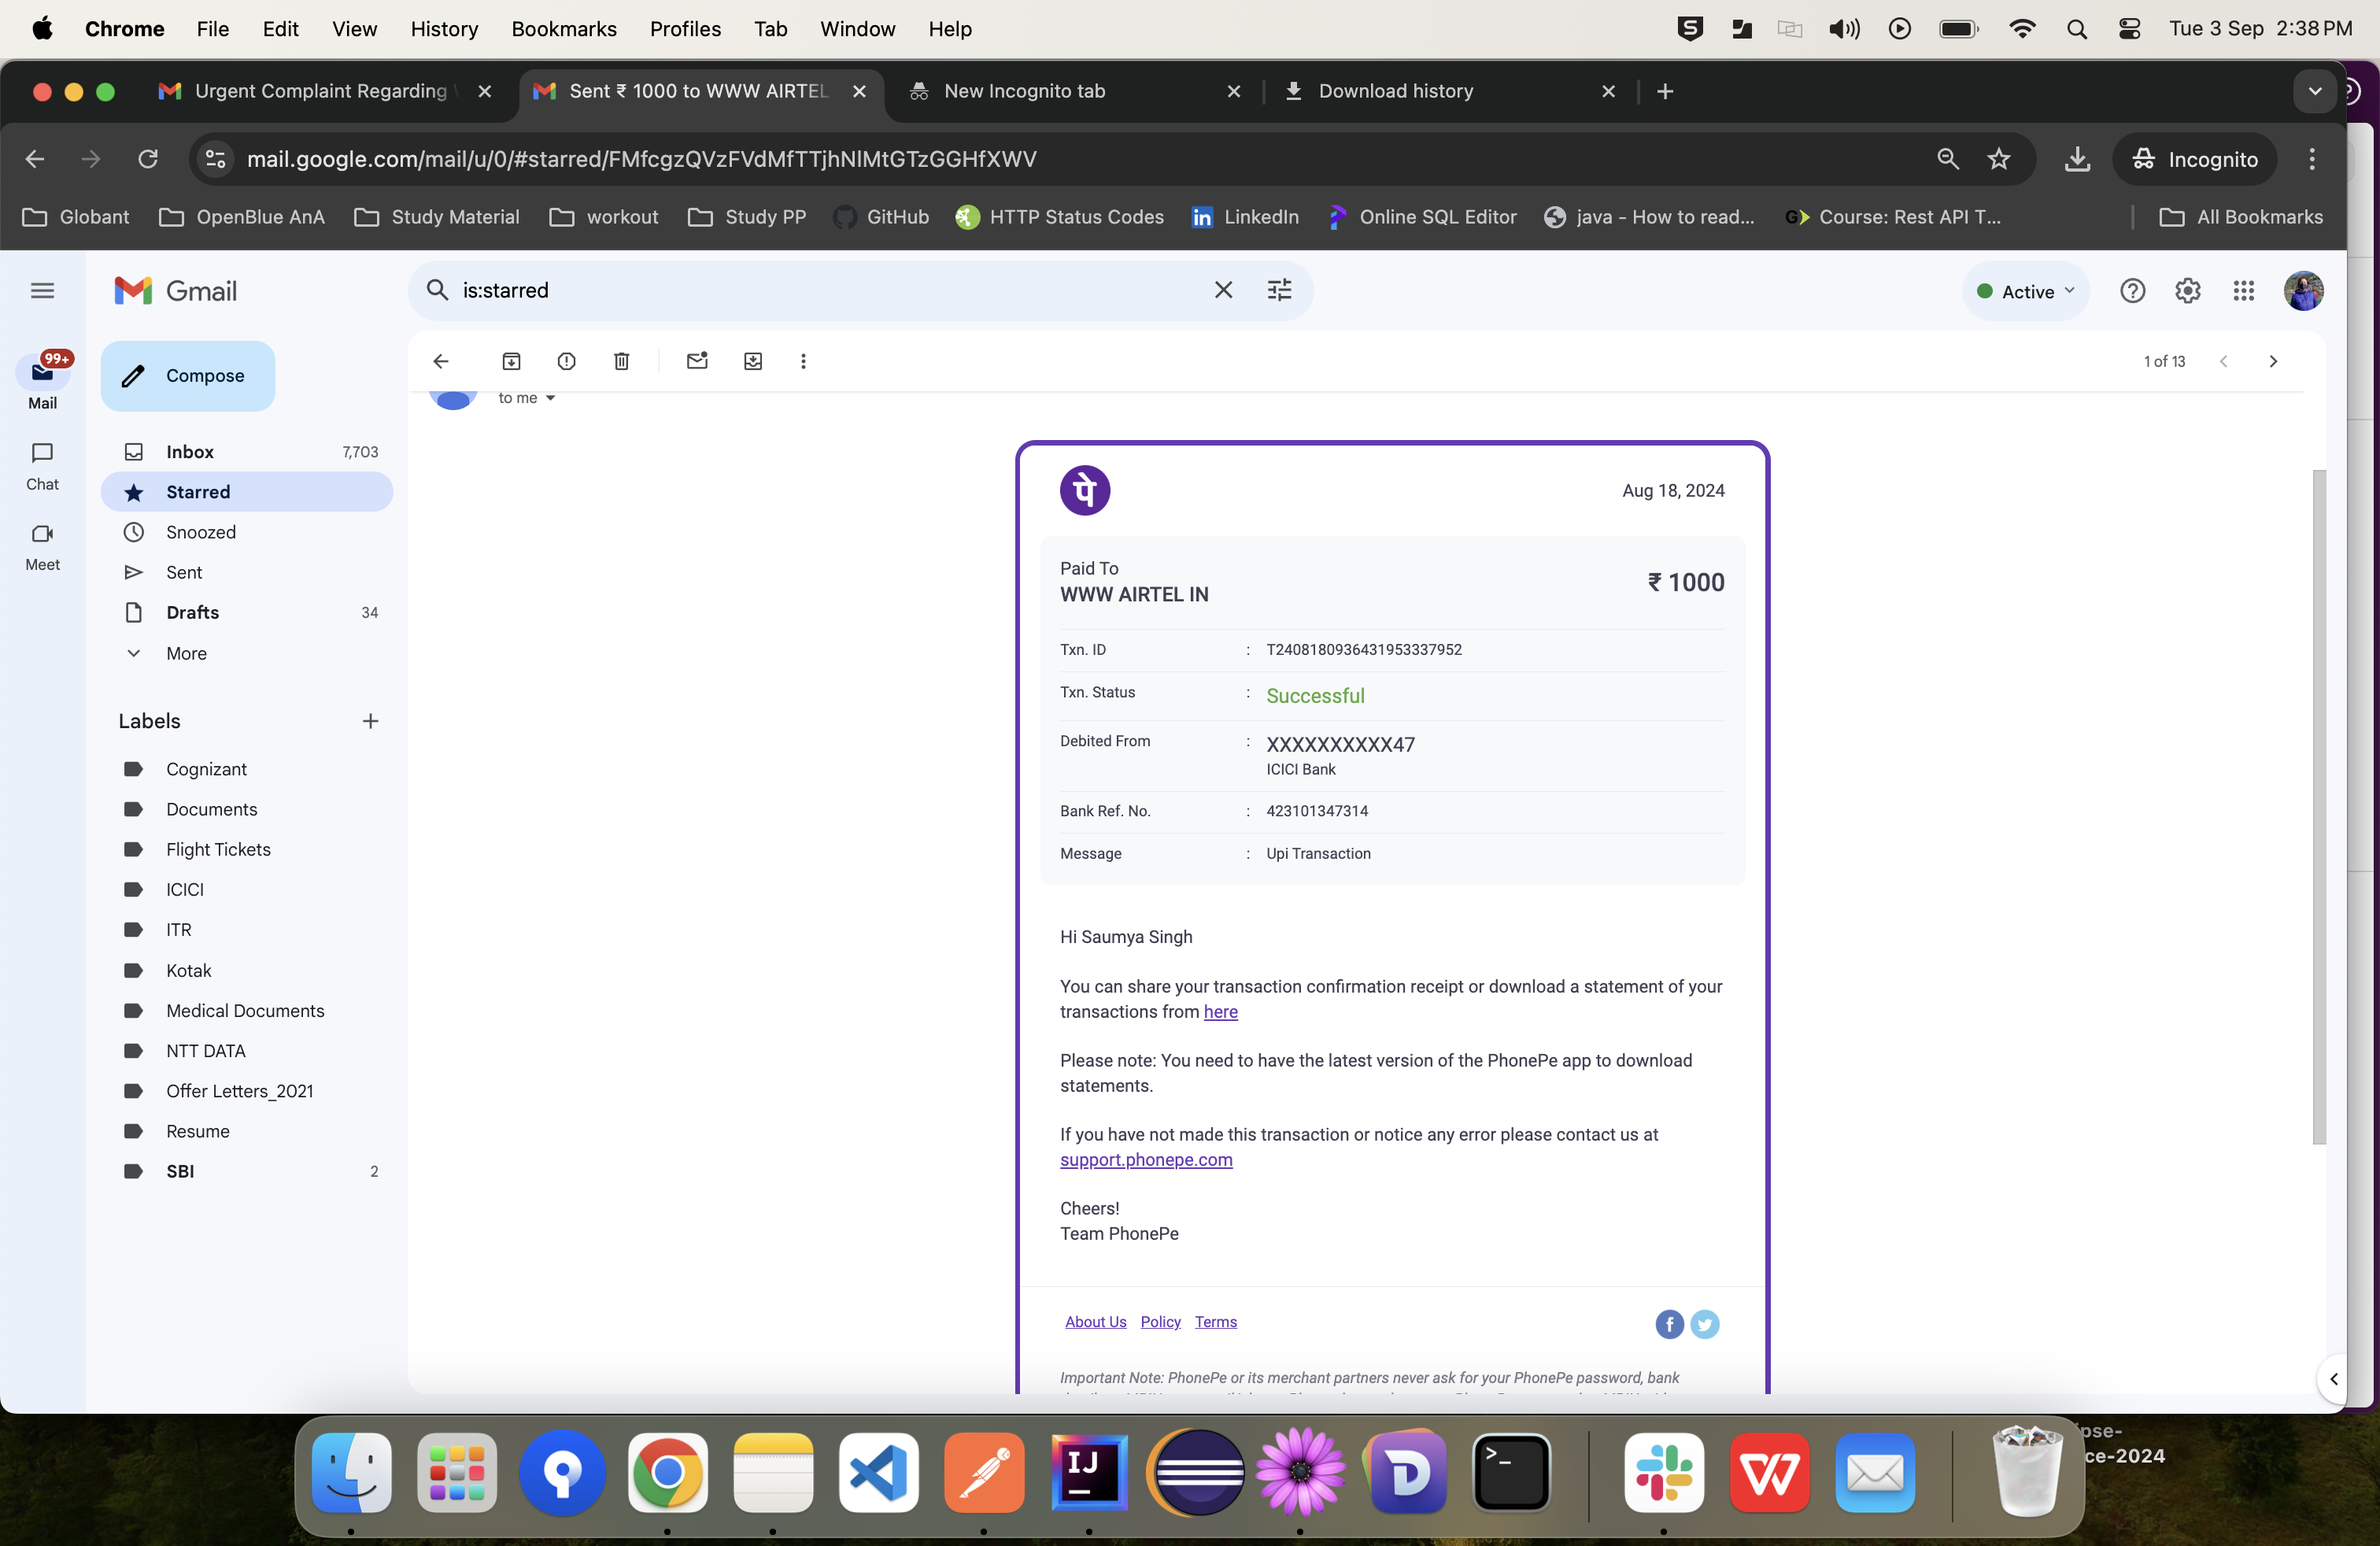 Chrome File Edit View History Bookmarks Profiles Tab Window Help
Tue 3 Sep 2:38 PM
Urgent Complaint Regarding
Sent ₹ 1000 to WWW AIRTEL
New Incognito tab
Download history
mail.google.com/mail/u/0/#starred/FMfcgzQVzFVdMfTTjhNlMtGTzGGHfXWV
Incognito
Globant OpenBlue AnA Study Material workout Study PP GitHub HTTP Status Codes LinkedIn Online SQL Editor java - How to read... Course: Rest API T... All Bookmarks
Gmail
is:starred
Active
99+
Mail
Chat
Meet
Compose
Inbox 7,703
Starred
Snoozed
Sent
Drafts 34
More
Labels
Cognizant
Documents
Flight Tickets
ICICI
ITR
Kotak
Medical Documents
NTT DATA
Offer Letters_2021
Resume
SBI 2
1 of 13
to me
पे
Aug 18, 2024
Paid To
WWW AIRTEL IN
₹ 1000
Txn. ID : T2408180936431953337952
Txn. Status : Successful
Debited From : XXXXXXXXXX47
ICICI Bank
Bank Ref. No. : 423101347314
Message : Upi Transaction
Hi Saumya Singh
You can share your transaction confirmation receipt or download a statement of your
transactions from here
Please note: You need to have the latest version of the PhonePe app to download
statements.
If you have not made this transaction or notice any error please contact us at
support.phonepe.com
Cheers!
Team PhonePe
About Us Policy Terms
Important Note: PhonePe or its merchant partners never ask for your PhonePe password, bank
IJ
ce-2024